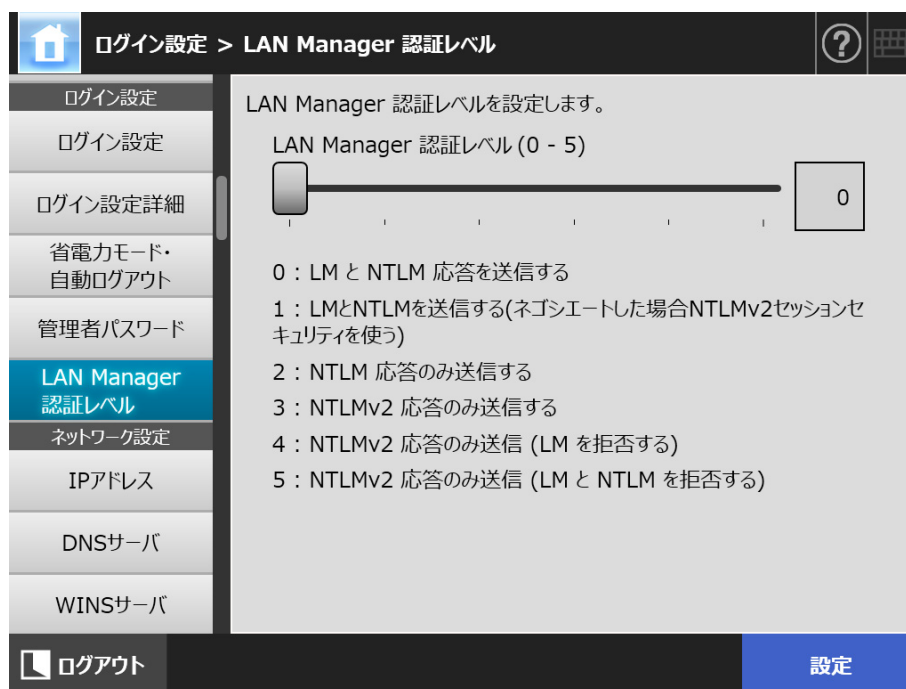 ログイン設定 > LAN Manager 認証レベル
?
ログイン設定
ログイン設定
ログイン設定詳細
省電力モード・
自動ログアウト
管理者パスワード
LAN Manager
認証レベル
ネットワーク設定
IPアドレス
DNSサーバ
WINSサーバ
LAN Manager 認証レベルを設定します。
LAN Manager 認証レベル (0 - 5)
0
0 : LM と NTLM 応答を送信する
1 : LMとNTLMを送信する(ネゴシエートした場合NTLMv2セッションセ
キュリティを使う)
2 : NTLM 応答のみ送信する
3 : NTLMv2 応答のみ送信する
4 : NTLMv2 応答のみ送信 (LM を拒否する)
5 : NTLMv2 応答のみ送信 (LM と NTLM を拒否する)
ログアウト
設定